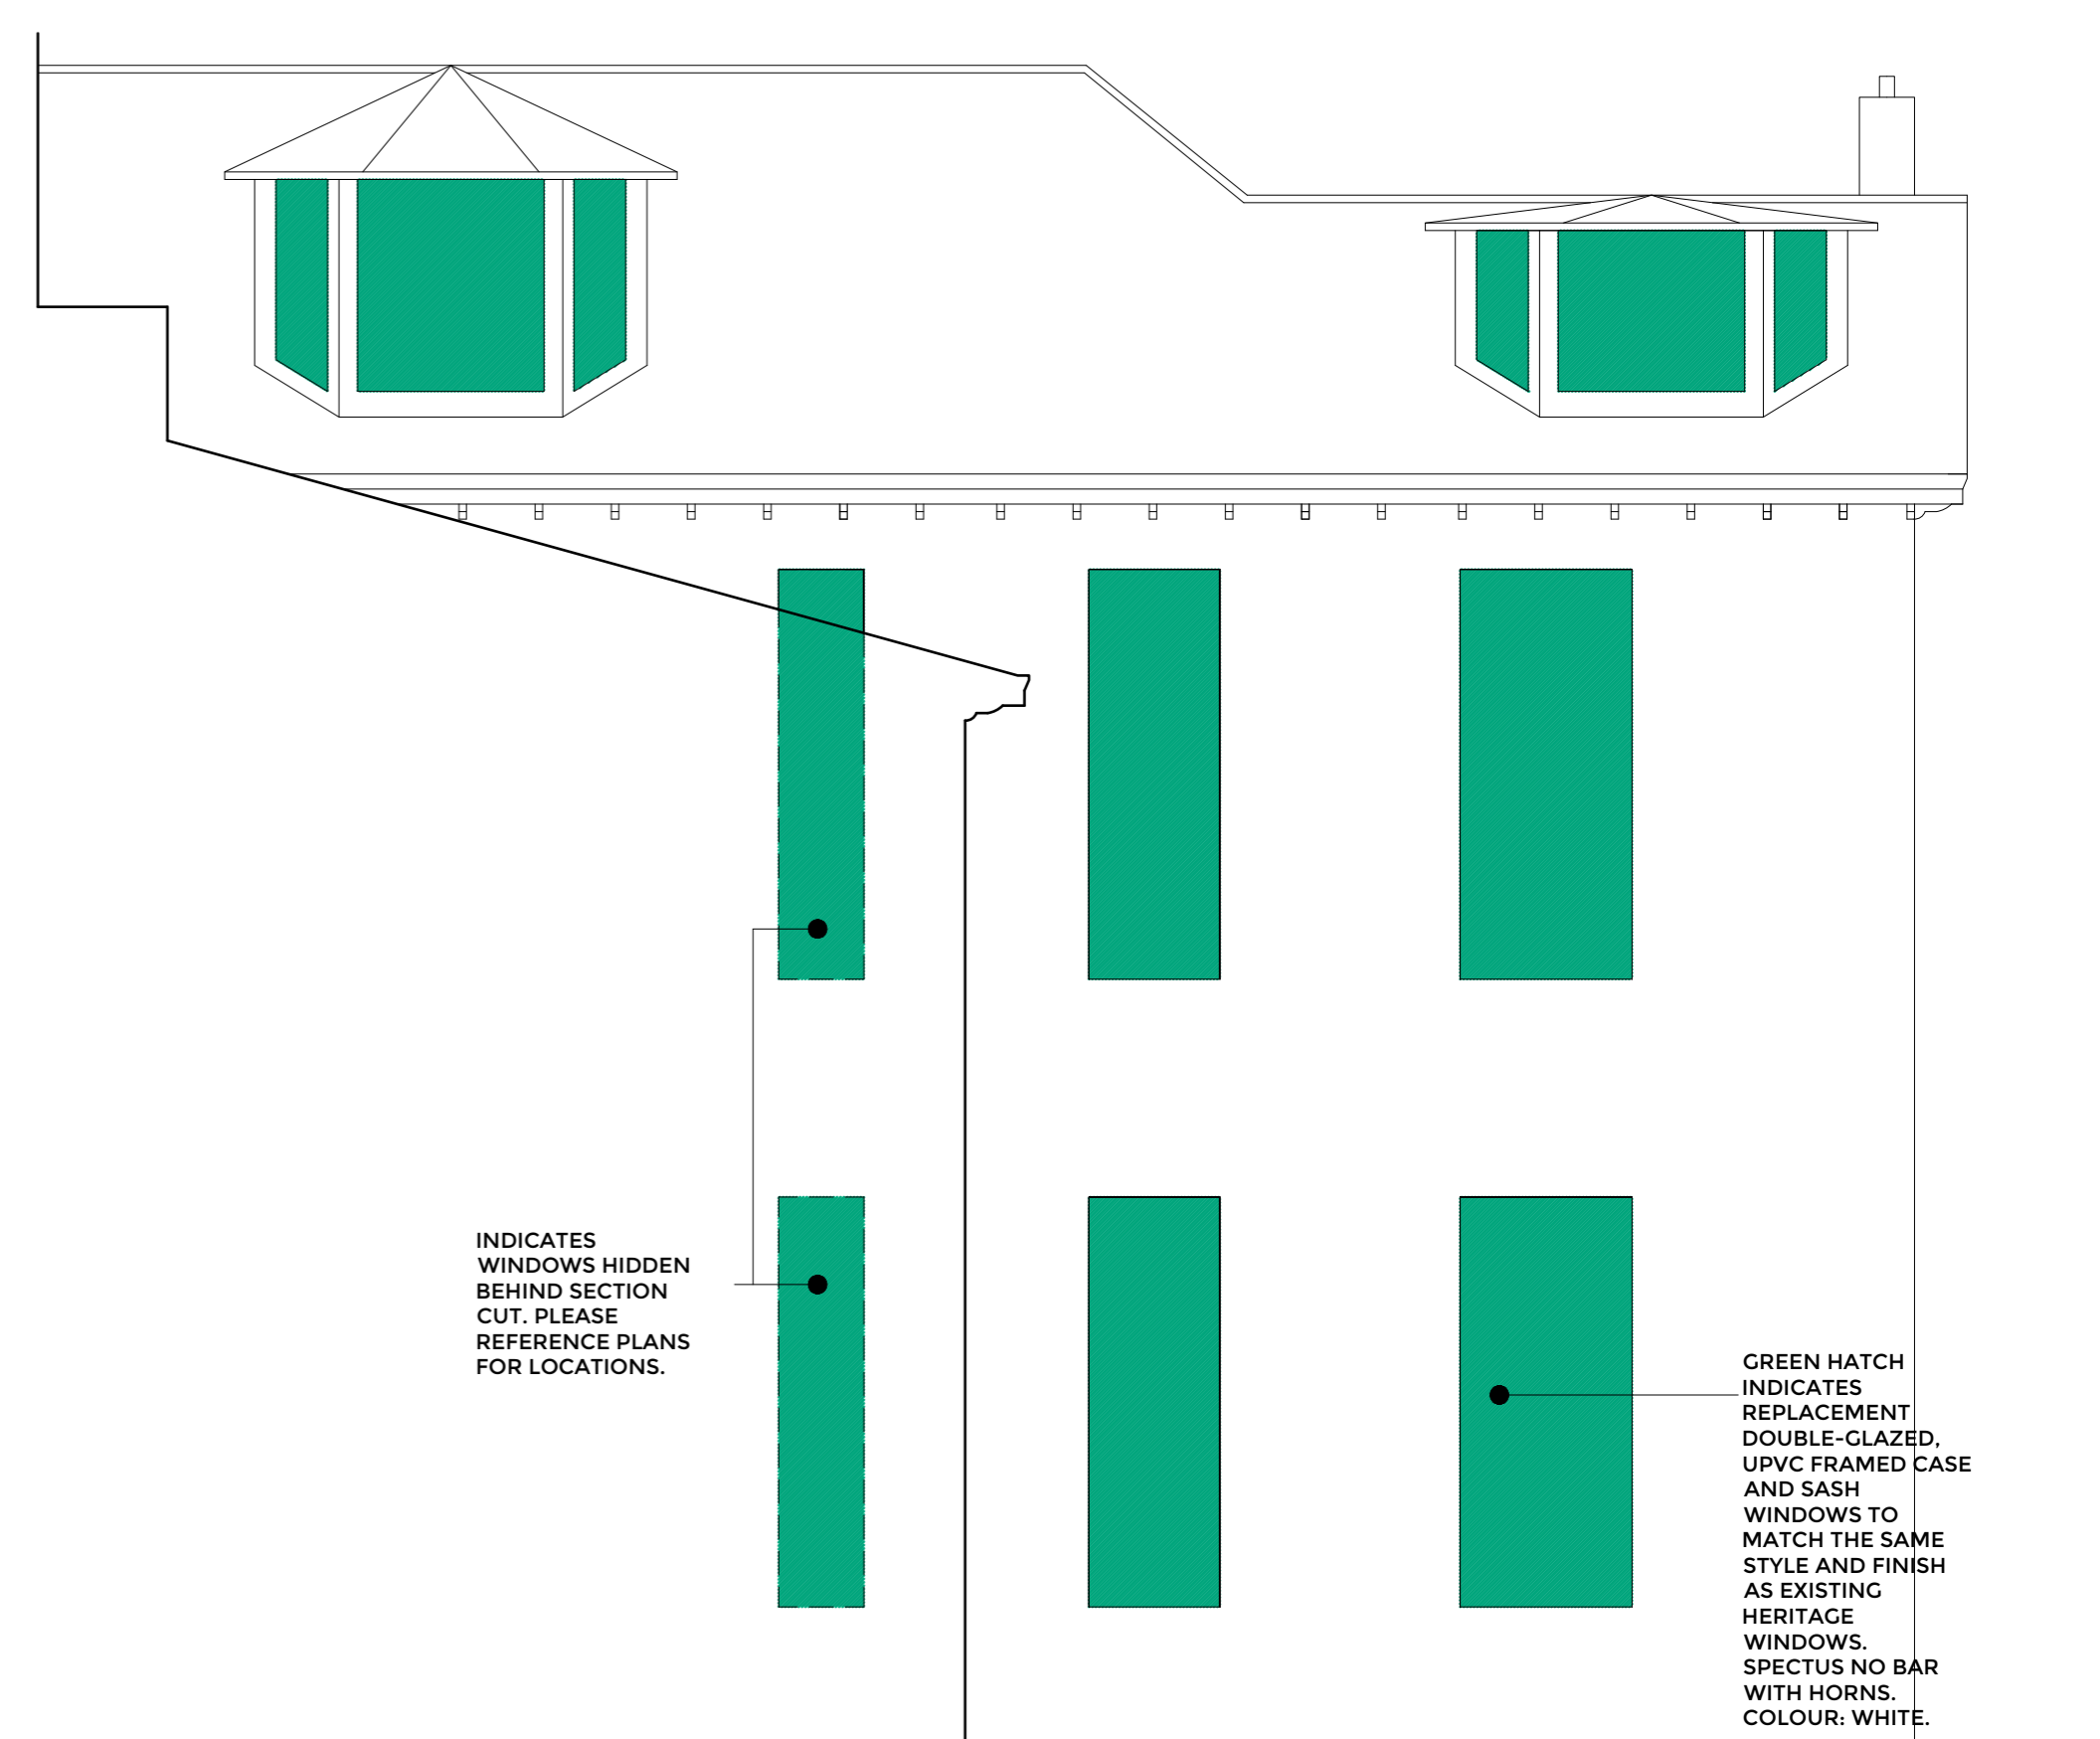 INDICATES
WINDOWS HIDDEN
BEHIND SECTION
CUT. PLEASE
REFERENCE PLANS
FOR LOCATIONS.
GREEN HATCH
INDICATES
REPLACEMENT
DOUBLE-GLAZED,
UPVC FRAMED CASE
AND SASH
WINDOWS TO
MATCH THE SAME
STYLE AND FINISH
AS EXISTING
HERITAGE
WINDOWS.
SPECTUS NO BAR
WITH HORNS.
COLOUR: WHITE.